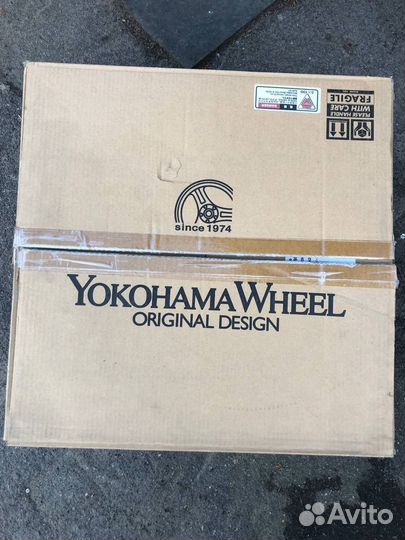 PLEASE HANDLE
WITH CARE
FRAGILE
since 1974
YOKOHAMA WHEEL
ORIGINAL DESIGN
Avito